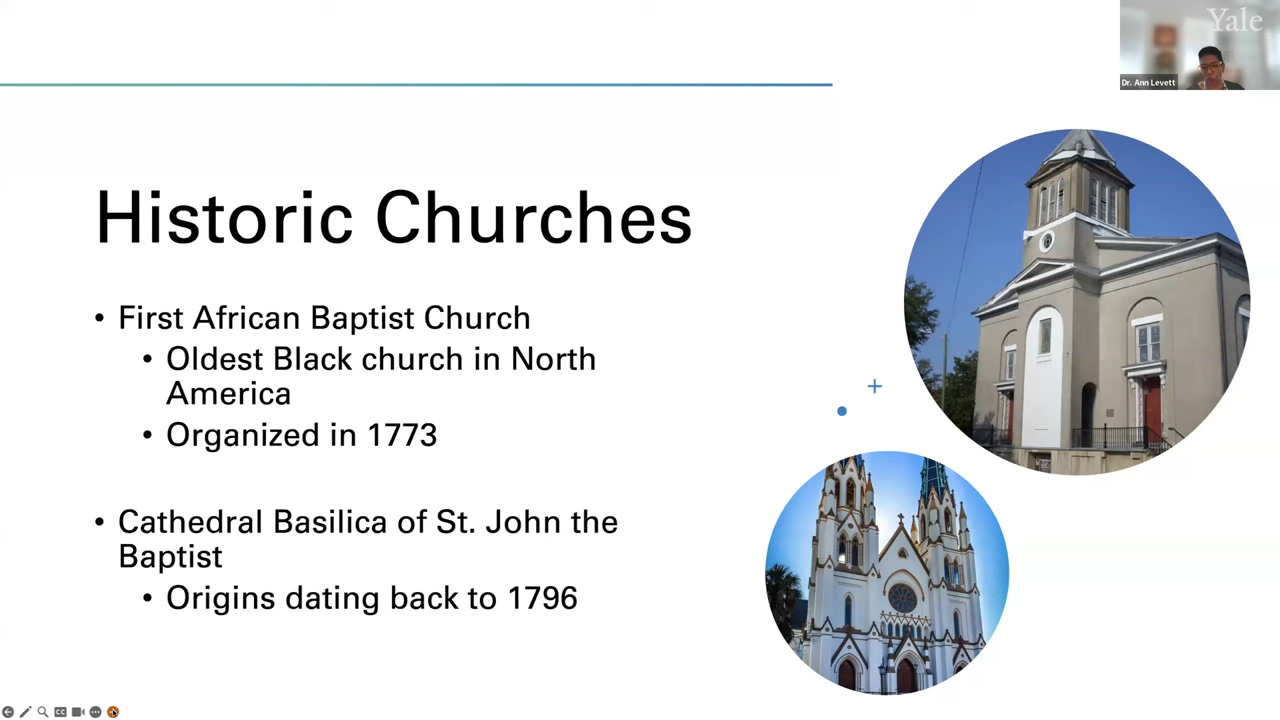 Yale
Dr. Ann Levett
Historic Churches
• First African Baptist Church
• Oldest Black church in North
America
• Organized in 1773
• Cathedral Basilica of St. John the
Baptist
• Origins dating back to 1796
CC